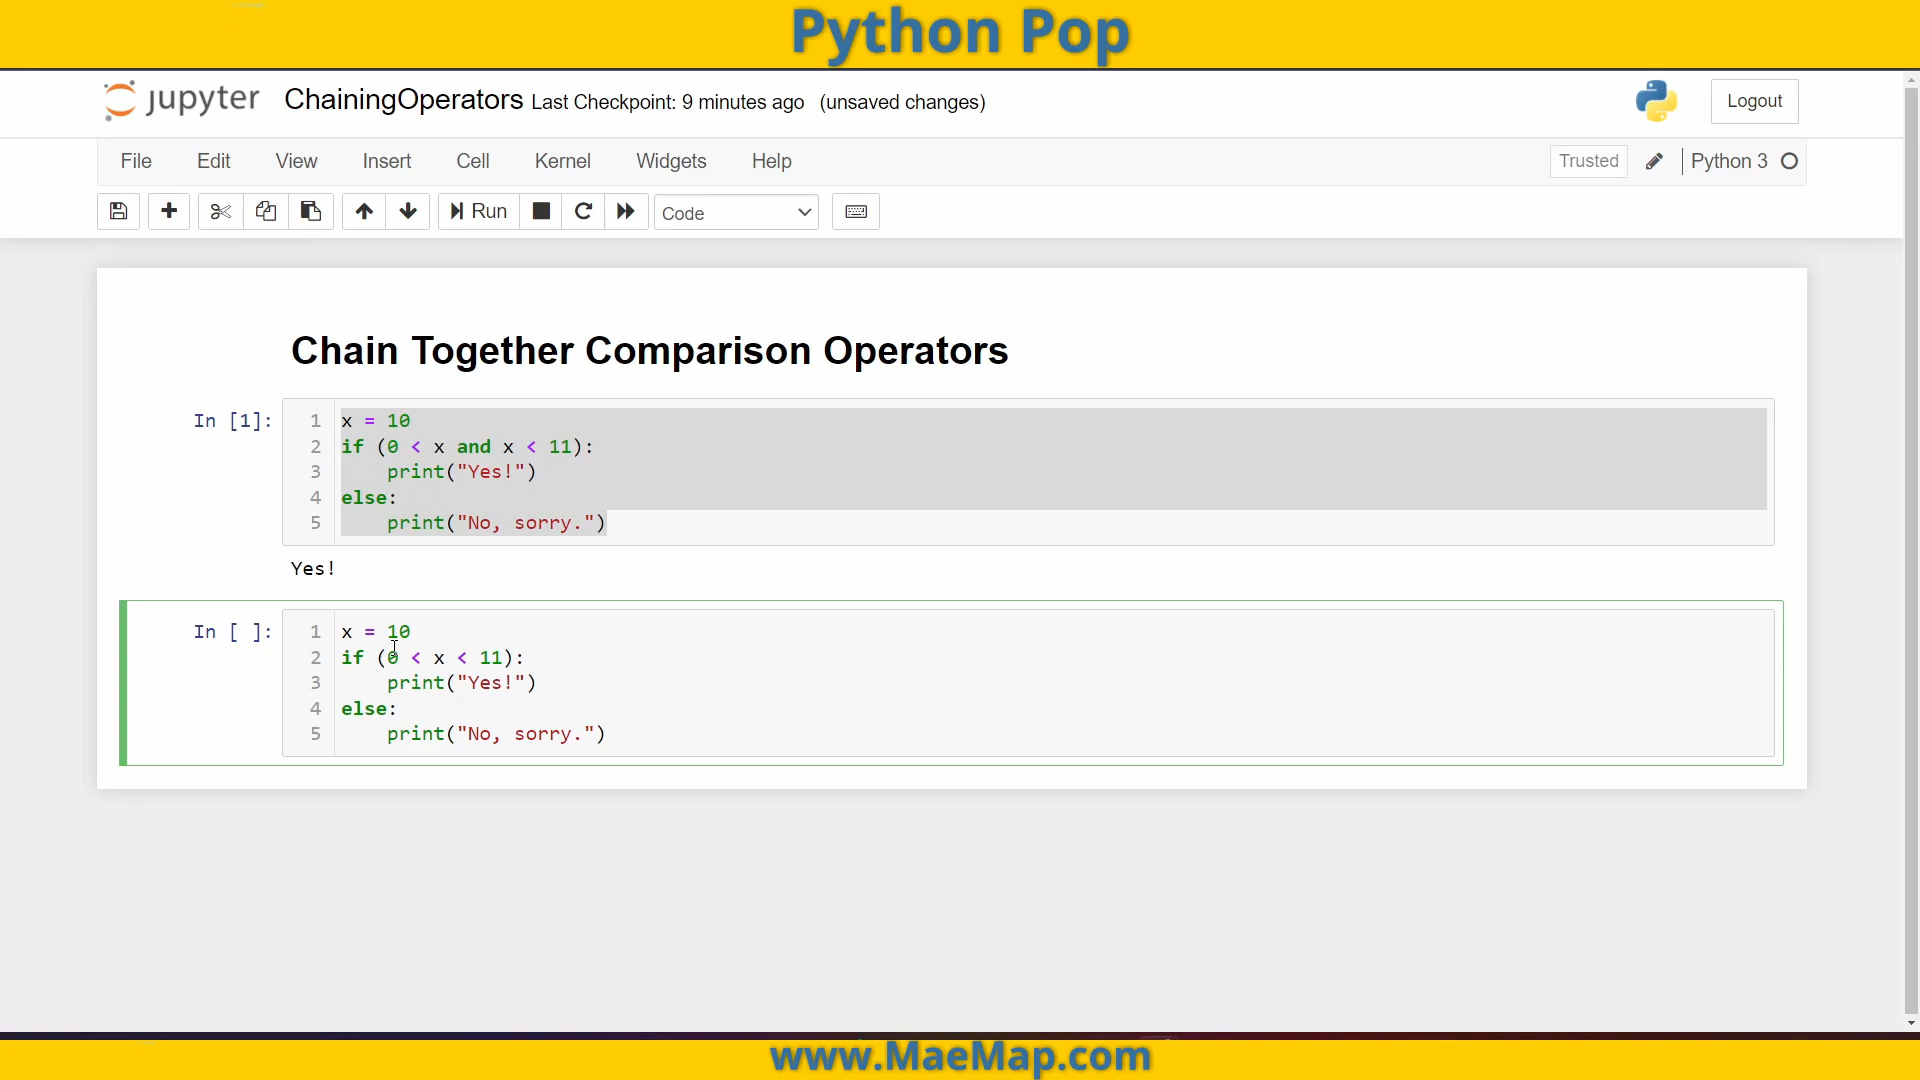 Python Pop
jupyter ChainingOperators Last Checkpoint: 9 minutes ago (unsaved changes)
Logout
File Edit View Insert Cell Kernel Widgets Help
Trusted Python 3
Run Code
Chain Together Comparison Operators
In [1]:
1 x = 10
2 if (0 < x and x < 11):
3     print("Yes!")
4 else:
5     print("No, sorry.")
Yes!
In [ ]:
1 x = 10
2 if (0 < x < 11):
3     print("Yes!")
4 else:
5     print("No, sorry.")
www.MaeMap.com